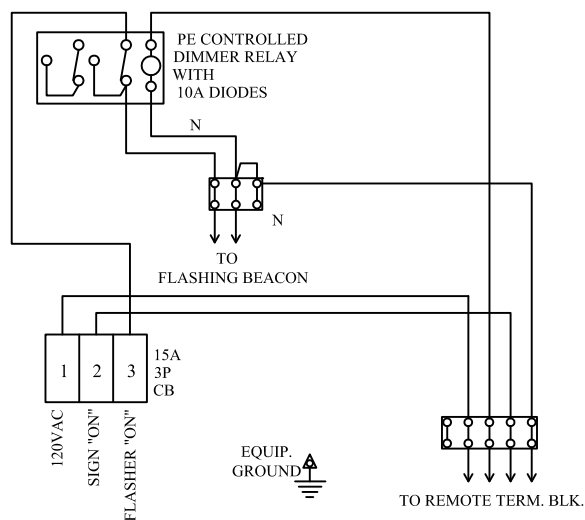 PE CONTROLLED
DIMMER RELAY
WITH
10A DIODES
N
N
TO
FLASHING BEACON
1 2 3
15A
3P
CB
120VAC
SIGN "ON"
FLASHER "ON"
EQUIP.
GROUND
TO REMOTE TERM. BLK.